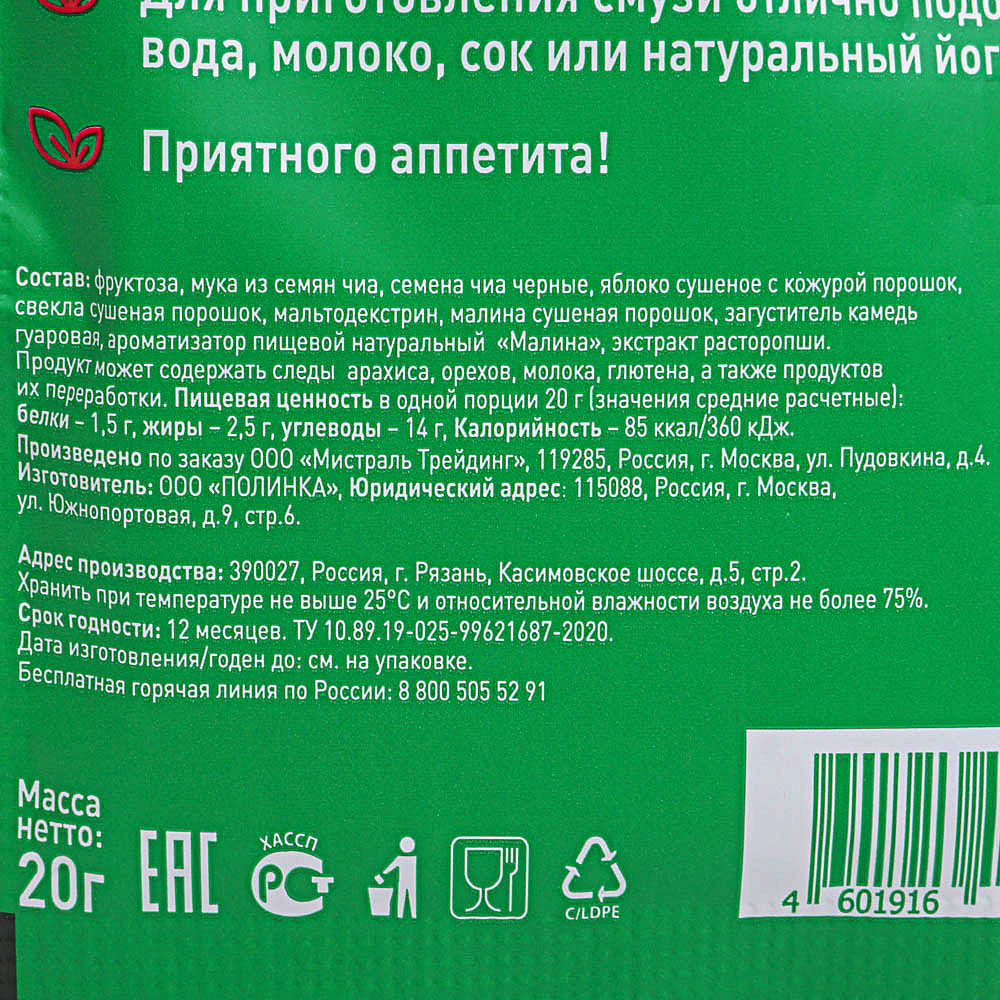 Для приготовления смузи отлично подо
вода, молоко, сок или натуральный йог
Приятного аппетита!
Состав: фруктоза, мука из семян чиа, семена чиа черные, яблоко сушеное с кожурой порошок,
свекла сушеная порошок, мальтодекстрин, малина сушеная порошок, загуститель камедь
гуаровая, ароматизатор пищевой натуральный «Малина», экстракт расторопши.
Продукт может содержать следы арахиса, орехов, молока, глютена, а также продуктов
их переработки. Пищевая ценность в одной порции 20 г (значения средние расчетные):
белки – 1,5 г, жиры – 2,5 г, углеводы – 14 г, Калорийность – 85 ккал/360 кДж.
Произведено по заказу ООО «Мистраль Трейдинг», 119285, Россия, г. Москва, ул. Пудовкина, д.4.
Изготовитель: ООО «ПОЛИНКА», Юридический адрес: 115088, Россия, г. Москва,
ул. Южнопортовая, д.9, стр.6.
Адрес производства: 390027, Россия, г. Рязань, Касимовское шоссе, д.5, стр.2.
Хранить при температуре не выше 25°C и относительной влажности воздуха не более 75%.
Срок годности: 12 месяцев. ТУ 10.89.19-025-99621687-2020.
Дата изготовления/годен до: см. на упаковке.
Бесплатная горячая линия по России: 8 800 505 52 91
Масса
нетто:
20г
ЕАС
ХАССП
РСТ
C/LDPE
4 601916